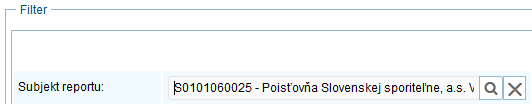 Filter
Subjekt reportu: S0101060025 - Poisťovňa Slovenskej sporiteľne, a.s. V